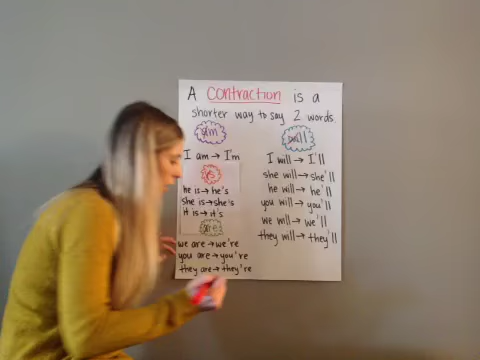 A contraction is a
shorter way to say 2 words.
am
I am → I'm
is
he is → he's
she is → she's
it is → it's
are
we are → we're
you are → you're
they are → they're
will
I will → I'll
she will → she'll
he will → he'll
you will → you'll
we will → we'll
they will → they'll